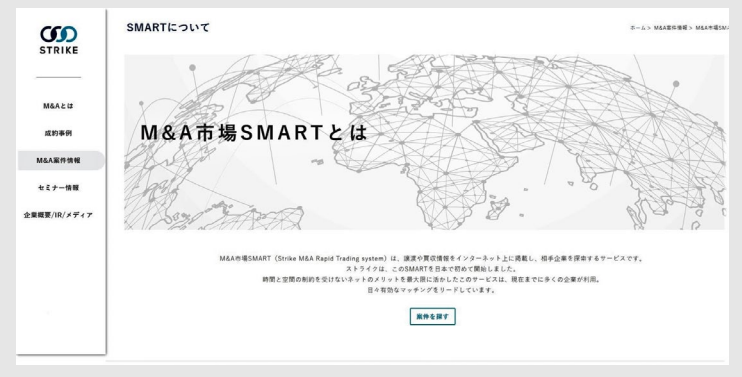 STRIKE
M&Aとは
成約事例
M&A案件情報
セミナー情報
企業概要/IR/メディア
SMARTについて
ホーム > M&A案件情報 > M&A市場SM
M&A市場SMARTとは
M&A市場SMART（Strike M&A Rapid Trading system）は、譲渡や買収情報をインターネット上に掲載し、相手企業を探索するサービスです。
ストライクは、このSMARTを日本で初めて開始しました。
時間と空間の制約を受けないネットのメリットを最大限に活かしたこのサービスは、現在までに多くの企業が利用。
日々有効なマッチングをリードしています。
案件を探す